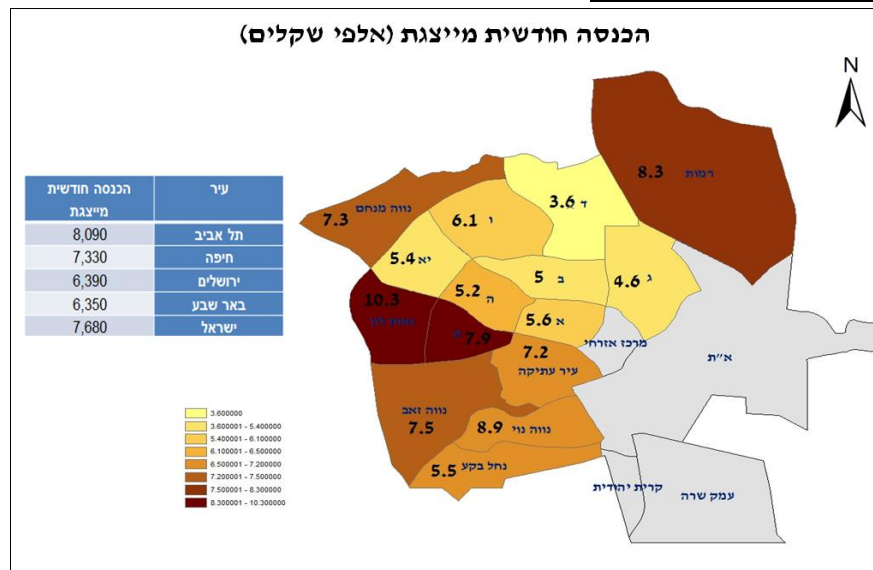 הכנסה חודשית מייצגת (אלפי שקלים)
N
עיר הכנסה חודשית מייצגת
תל אביב 8,090
חיפה 7,330
ירושלים 6,390
באר שבע 6,350
ישראל 7,680
רמות 8.3
ד 3.6
נווה מנחם 7.3
ו 6.1
יא 5.4
ב 5
ג 4.6
ה 5.2
10.3
7.9
א 5.6
מרכז אזרחי
א"ת
7.2
עיר עתיקה
נווה זאב
7.5
נווה נוי 8.9
נחל בקע 5.5
קרית יהודית
עמק שרה
3.600000
3.600001 - 5.400000
5.400001 - 6.100000
6.100001 - 6.500000
6.500001 - 7.200000
7.200001 - 7.500000
7.500001 - 8.300000
8.300001 - 10.300000